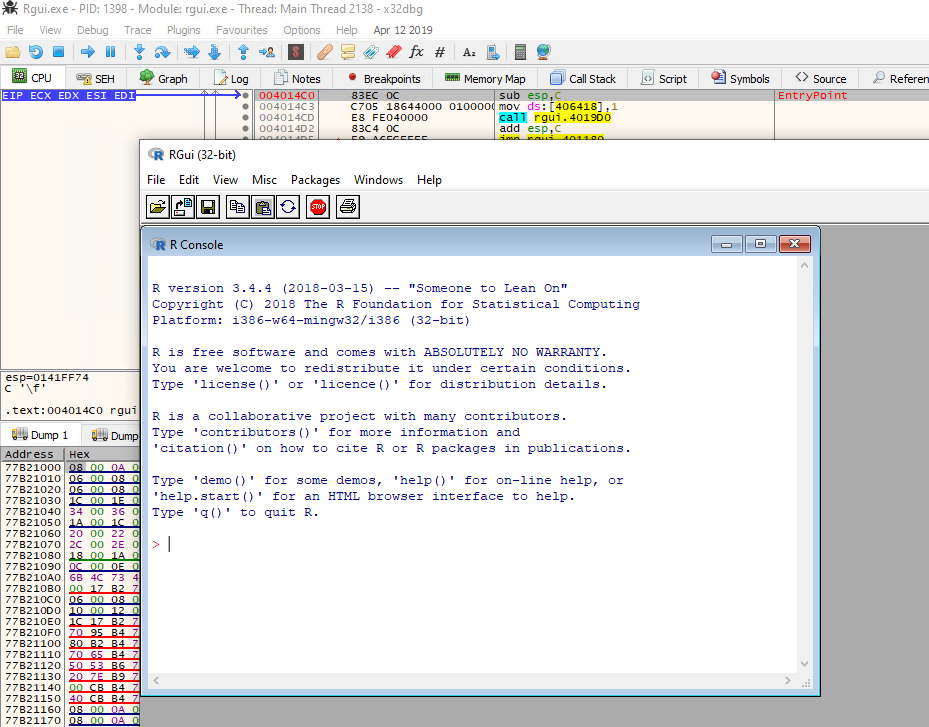 Rgui.exe - PID: 1398 - Module: rgui.exe - Thread: Main Thread 2138 - x32dbg
File View Debug Trace Plugins Favourites Options Help Apr 12 2019
CPU SEH Graph Log Notes Breakpoints Memory Map Call Stack Script Symbols Source Referen
EIP ECX EDX ESI EDI 004014C0 83EC 0C sub esp,C EntryPoint
004014C3 C705 18644000 0100000 mov ds:[406418],1
004014CD E8 FE040000 call rgui.4019D0
004014D2 83C4 0C add esp,C
RGui (32-bit)
File Edit View Misc Packages Windows Help
STOP
R Console
R version 3.4.4 (2018-03-15) -- "Someone to Lean On"
Copyright (C) 2018 The R Foundation for Statistical Computing
Platform: i386-w64-mingw32/i386 (32-bit)
R is free software and comes with ABSOLUTELY NO WARRANTY.
You are welcome to redistribute it under certain conditions.
Type 'license()' or 'licence()' for distribution details.
R is a collaborative project with many contributors.
Type 'contributors()' for more information and
'citation()' on how to cite R or R packages in publications.
Type 'demo()' for some demos, 'help()' for on-line help, or
'help.start()' for an HTML browser interface to help.
Type 'q()' to quit R.
>
esp=0141FF74
C '\f'
.text:004014C0 rgui
Dump 1 Dump
Address Hex
77B21000 08 00 0A 0
77B21010 06 00 08 0
77B21020 06 00 08 0
77B21030 1C 00 1E 0
77B21040 34 00 36 0
77B21050 1A 00 1C 0
77B21060 20 00 22 0
77B21070 2C 00 2E 0
77B21080 18 00 1A 0
77B21090 0C 00 0E 0
77B210A0 6B 4C 73 4
77B210B0 00 17 B2 7
77B210C0 06 00 08 0
77B210D0 10 00 12 0
77B210E0 1C 17 B2 7
77B210F0 70 95 B4 7
77B21100 80 B2 B4 7
77B21110 70 65 B4 7
77B21120 50 53 B6 7
77B21130 20 7E B9 7
77B21140 00 CB B4 7
77B21150 40 CB B4 7
77B21160 08 00 0A 0
77B21170 08 00 0A 0